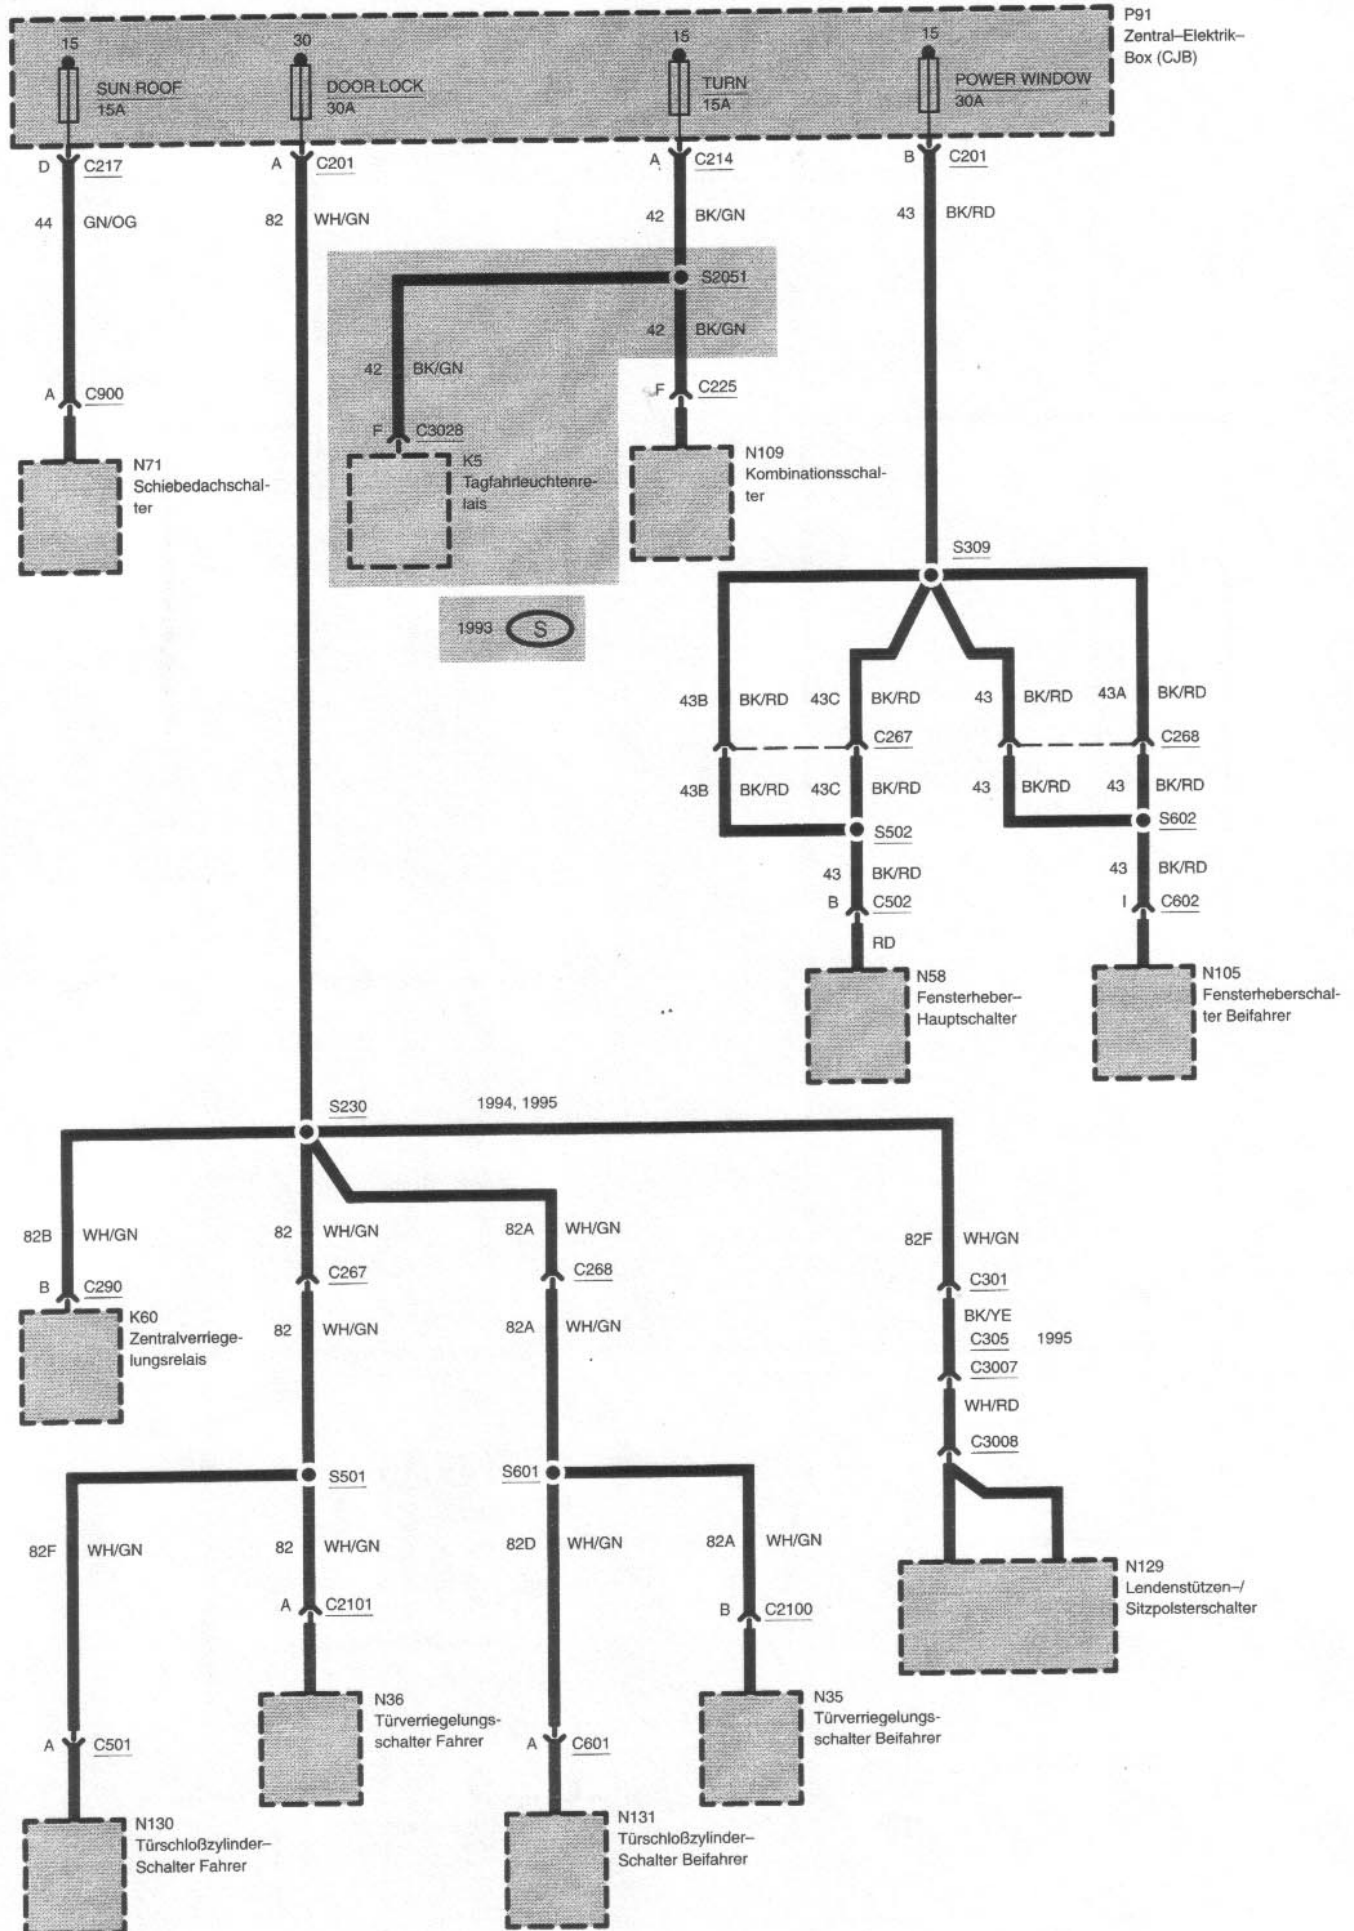 P91
Zentral–Elektrik–
Box (CJB)
15
SUN ROOF
15A
30
DOOR LOCK
30A
15
TURN
15A
15
POWER WINDOW
30A
D C217
A C201
A C214
B C201
44 GN/OG
82 WH/GN
42 BK/GN
43 BK/RD
S2051
42 BK/GN
42 BK/GN
A C900
F C225
F C3028
N71
Schiebedachschal-
ter
K5
Tagfahrleuchtenre-
lais
N109
Kombinationsschal-
ter
1993 S
S309
43B BK/RD
43C BK/RD
43 BK/RD
43A BK/RD
C267
C268
43B BK/RD
43C BK/RD
43 BK/RD
43 BK/RD
S502
S602
43 BK/RD
43 BK/RD
B C502
I C602
RD
N58
Fensterheber–
Hauptschalter
N105
Fensterheberschal-
ter Beifahrer
S230
1994, 1995
82B WH/GN
82 WH/GN
82A WH/GN
82F WH/GN
B C290
C267
C268
C301
K60
Zentralverriege-
lungsrelais
82 WH/GN
82A WH/GN
BK/YE
C305 1995
C3007
WH/RD
C3008
S501
S601
82F WH/GN
82 WH/GN
82D WH/GN
82A WH/GN
A C2101
B C2100
N129
Lendenstützen–/
Sitzpolsterschalter
N36
Türverriegelungs-
schalter Fahrer
N35
Türverriegelungs-
schalter Beifahrer
A C501
A C601
N130
Türschloßzylinder–
Schalter Fahrer
N131
Türschloßzylinder–
Schalter Beifahrer